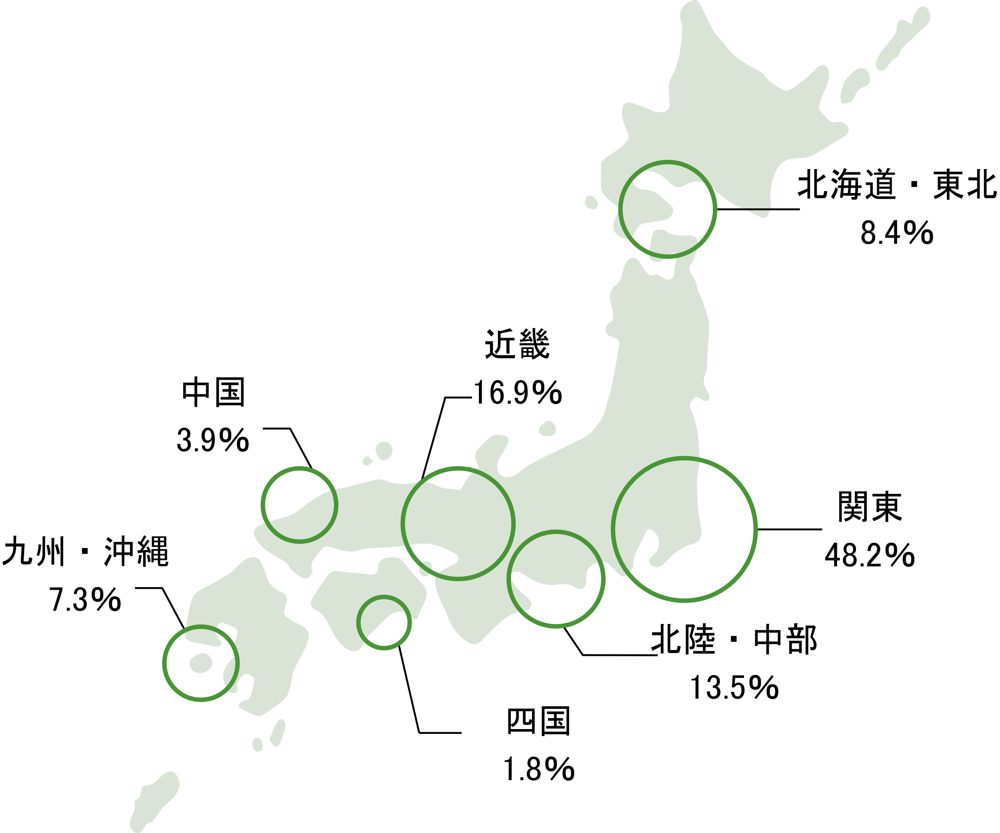 北海道・東北
8.4%
近畿
16.9%
中国
3.9%
関東
48.2%
九州・沖縄
7.3%
北陸・中部
13.5%
四国
1.8%